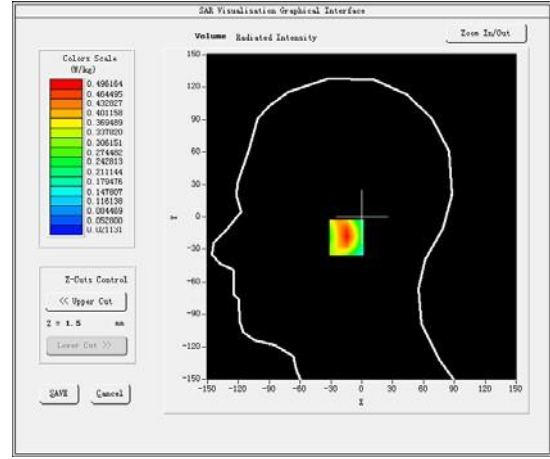 SAR Visualisation Graphical Interface
Volume Radiated Intensity
Zoom In/Out
Colors Scale
(W/kg)
0.496164
0.464495
0.432827
0.401158
0.369489
0.337820
0.306151
0.274482
0.242813
0.211144
0.179476
0.147807
0.116138
0.084469
0.052800
0.021131
Z-Cuts Control
<< Upper Cut
Z = 1.5 mm
Lower Cut >>
SAVE
Cancel
150
120
90
60
30
0
-30
-60
-90
-120
-150
Y
-150 -120 -90 -60 -30 0 30 60 90 120 150
X